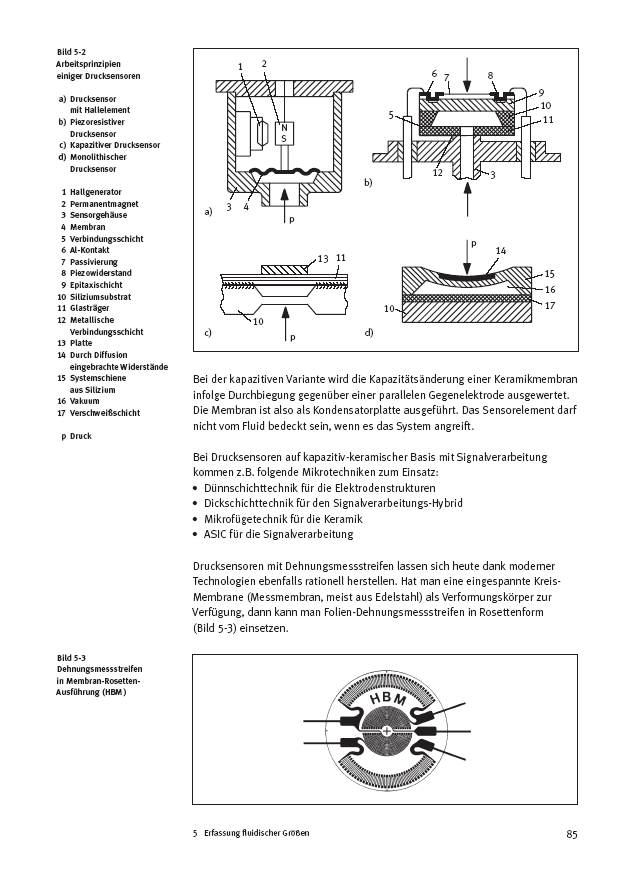 Bild 5-2
Arbeitsprinzipien
einiger Drucksensoren
a) Drucksensor
mit Hallelement
b) Piezoresistiver
Drucksensor
c) Kapazitiver Drucksensor
d) Monolithischer
Drucksensor
1 Hallgenerator
2 Permanentmagnet
3 Sensorgehäuse
4 Membran
5 Verbindungsschicht
6 Al-Kontakt
7 Passivierung
8 Piezowiderstand
9 Epitaxischicht
10 Siliziumsubstrat
11 Glasträger
12 Metallische
Verbindungsschicht
13 Platte
14 Durch Diffusion
eingebrachte Widerstände
15 Systemschiene
aus Silizium
16 Vakuum
17 Verschweißschicht
p Druck
1 2
N
S
3 4
p
a)
6 7 8
9
10
5 11
12 3
b)
13 11
10
p
c)
p
14
15
16
10 17
d)
Bei der kapazitiven Variante wird die Kapazitätsänderung einer Keramikmembran
infolge Durchbiegung gegenüber einer parallelen Gegenelektrode ausgewertet.
Die Membran ist also als Kondensatorplatte ausgeführt. Das Sensorelement darf
nicht vom Fluid bedeckt sein, wenn es das System angreift.
Bei Drucksensoren auf kapazitiv-keramischer Basis mit Signalverarbeitung
kommen z.B. folgende Mikrotechniken zum Einsatz:
• Dünnschichttechnik für die Elektrodenstrukturen
• Dickschichttechnik für den Signalverarbeitungs-Hybrid
• Mikrofügetechnik für die Keramik
• ASIC für die Signalverarbeitung
Drucksensoren mit Dehnungsmessstreifen lassen sich heute dank moderner
Technologien ebenfalls rationell herstellen. Hat man eine eingespannte Kreis-
Membrane (Messmembran, meist aus Edelstahl) als Verformungskörper zur
Verfügung, dann kann man Folien-Dehnungsmessstreifen in Rosettenform
(Bild 5-3) einsetzen.
Bild 5-3
Dehnungsmessstreifen
in Membran-Rosetten-
Ausführung (HBM)
HBM
5 Erfassung fluidischer Größen
85